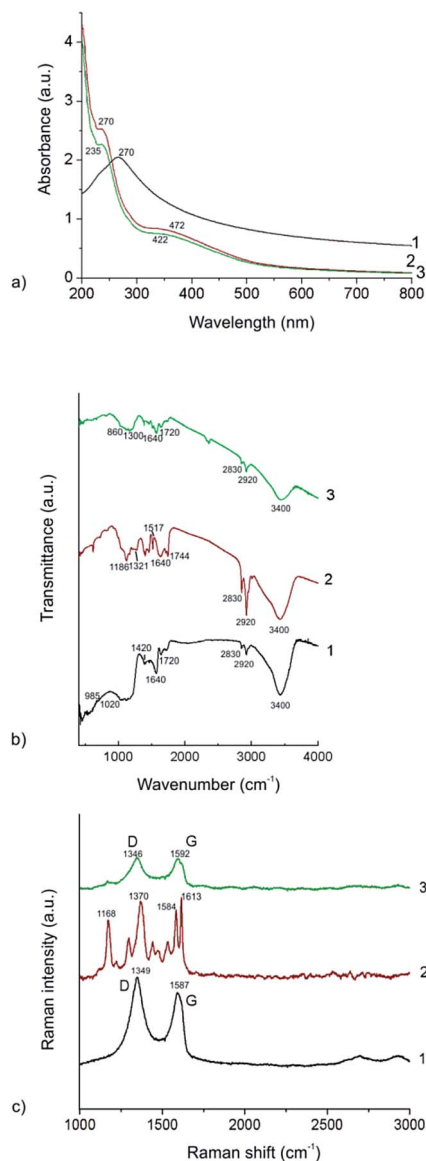 4
3
2
1
0
Absorbance (a.u.)
270
235
270
472
422
1
2
3
200 300 400 500 600 700 800
Wavelength (nm)
a)
Transmittance (a.u.)
860 1300 1640 1720 2830 2920 3400
3
1517
1186 1321 1640 1744 2830 2920 3400
2
985 1020 1420 1640 1720 2830 2920 3400
1
1000 2000 3000 4000
Wavenumber (cm-1)
b)
Raman intensity (a.u.)
D G
1346 1592
3
1168 1370 1584 1613
2
D 1349 1587 G
1
1000 1500 2000 2500 3000
Raman shift (cm-1)
c)